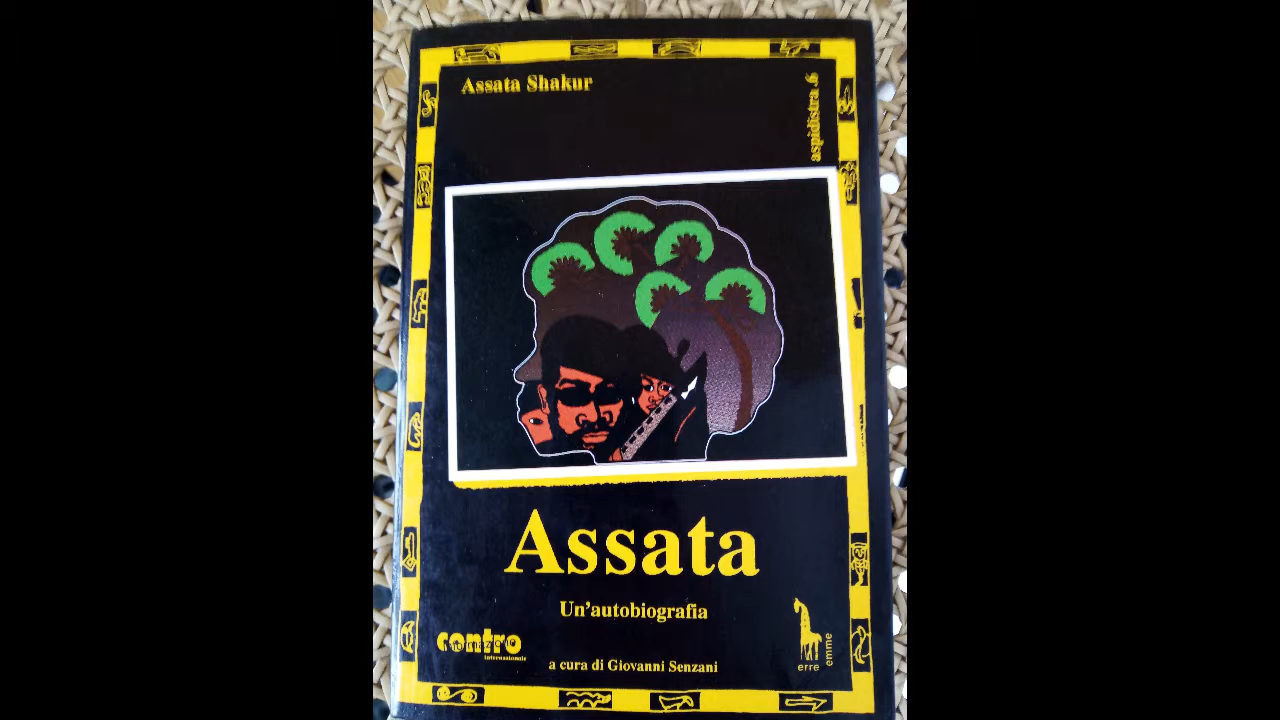 Assata Shakur
aspidistra .6
Assata
Un'autobiografia
contro
internazionale
a cura di Giovanni Senzani
erre
emme